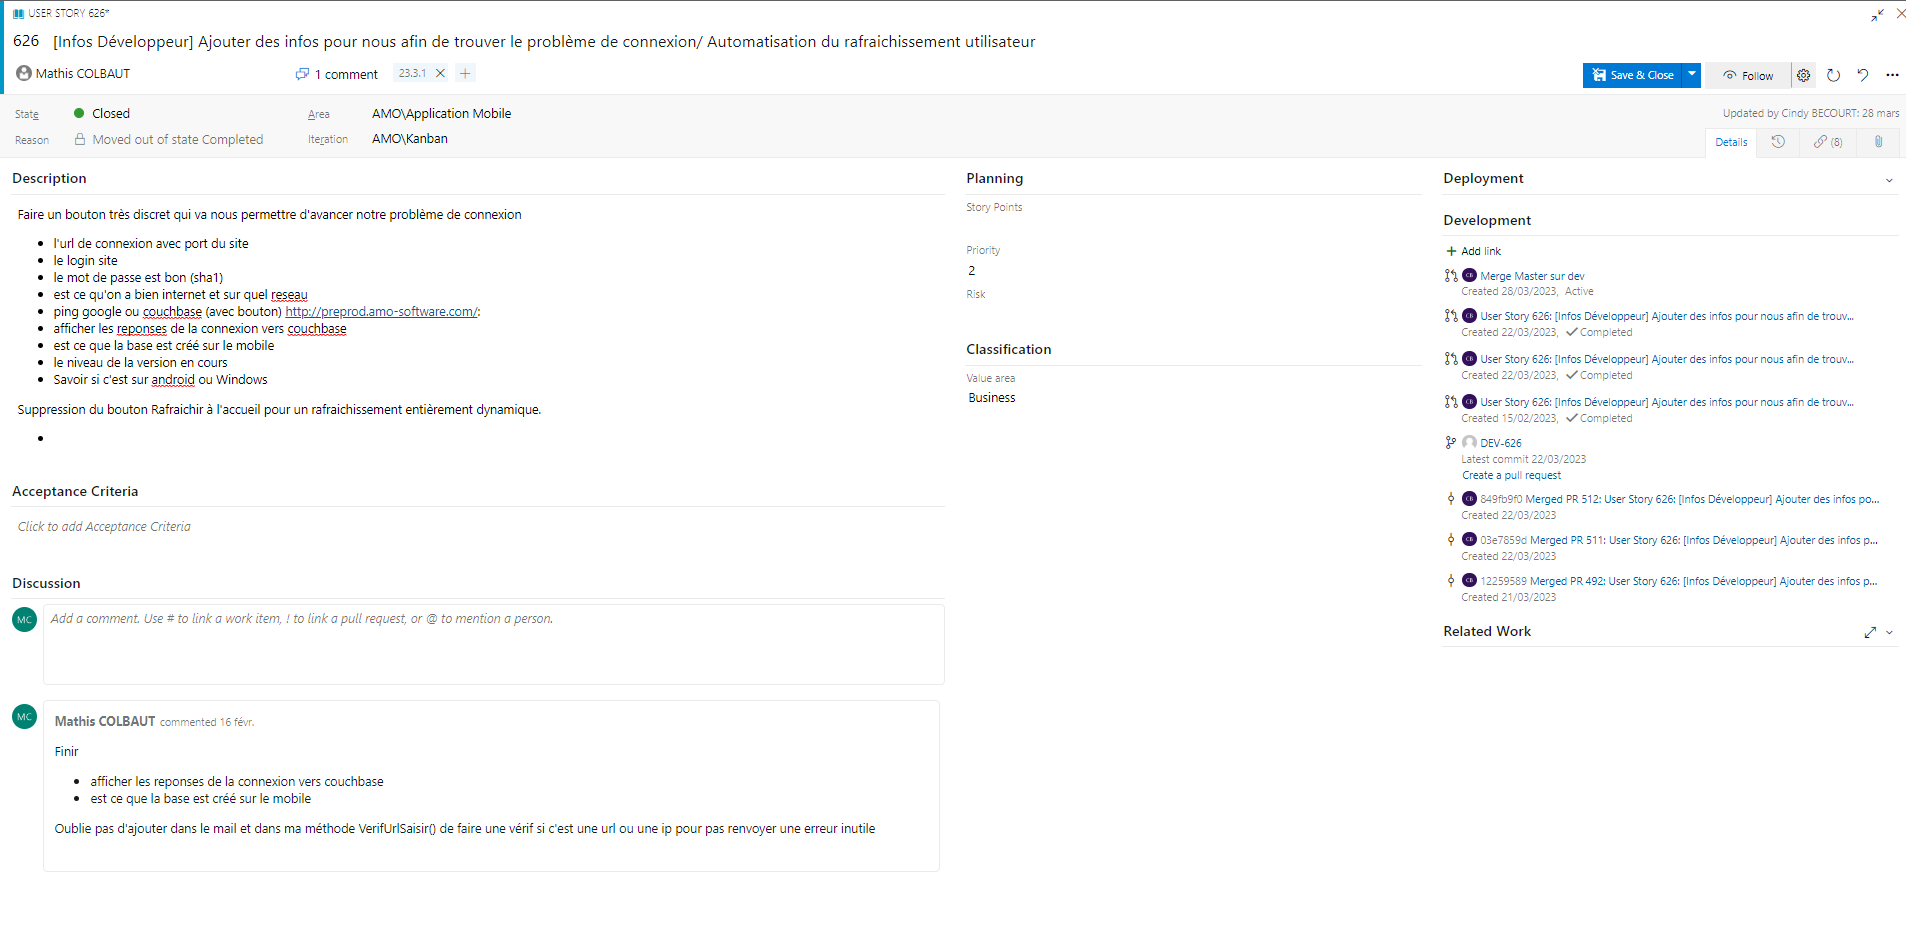 USER STORY 626*
626 [Infos Développeur] Ajouter des infos pour nous afin de trouver le problème de connexion/ Automatisation du rafraichissement utilisateur
Mathis COLBAUT
1 comment
23.3.1
Save & Close
Follow
State
Closed
Area
AMO\Application Mobile
Updated by Cindy BECOURT: 28 mars
Reason
Moved out of state Completed
Iteration
AMO\Kanban
Details
(8)
Description
Faire un bouton très discret qui va nous permettre d'avancer notre problème de connexion
• l'url de connexion avec port du site
• le login site
• le mot de passe est bon (sha1)
• est ce qu'on a bien internet et sur quel reseau
• ping google ou couchbase (avec bouton) http://preprod.amo-software.com/:
• afficher les reponses de la connexion vers couchbase
• est ce que la base est créé sur le mobile
• le niveau de la version en cours
• Savoir si c'est sur android ou Windows
Suppression du bouton Rafraichir à l'accueil pour un rafraichissement entièrement dynamique.
•
Acceptance Criteria
Click to add Acceptance Criteria
Discussion
MC
Add a comment. Use # to link a work item, ! to link a pull request, or @ to mention a person.
MC
Mathis COLBAUT commented 16 févr.
Finir
• afficher les reponses de la connexion vers couchbase
• est ce que la base est créé sur le mobile
Oublie pas d'ajouter dans le mail et dans ma méthode VerifUrlSaisir() de faire une vérif si c'est une url ou une ip pour pas renvoyer une erreur inutile
Planning
Story Points
Priority
2
Risk
Classification
Value area
Business
Deployment
Development
+ Add link
CB Merge Master sur dev
Created 28/03/2023, Active
CB User Story 626: [Infos Développeur] Ajouter des infos pour nous afin de trouv...
Created 22/03/2023, Completed
CB User Story 626: [Infos Développeur] Ajouter des infos pour nous afin de trouv...
Created 22/03/2023, Completed
CB User Story 626: [Infos Développeur] Ajouter des infos pour nous afin de trouv...
Created 15/02/2023, Completed
DEV-626
Latest commit 22/03/2023
Create a pull request
CB 849fb9f0 Merged PR 512: User Story 626: [Infos Développeur] Ajouter des infos po...
Created 22/03/2023
CB 03e7859d Merged PR 511: User Story 626: [Infos Développeur] Ajouter des infos p...
Created 22/03/2023
CB 12259589 Merged PR 492: User Story 626: [Infos Développeur] Ajouter des infos p...
Created 21/03/2023
Related Work